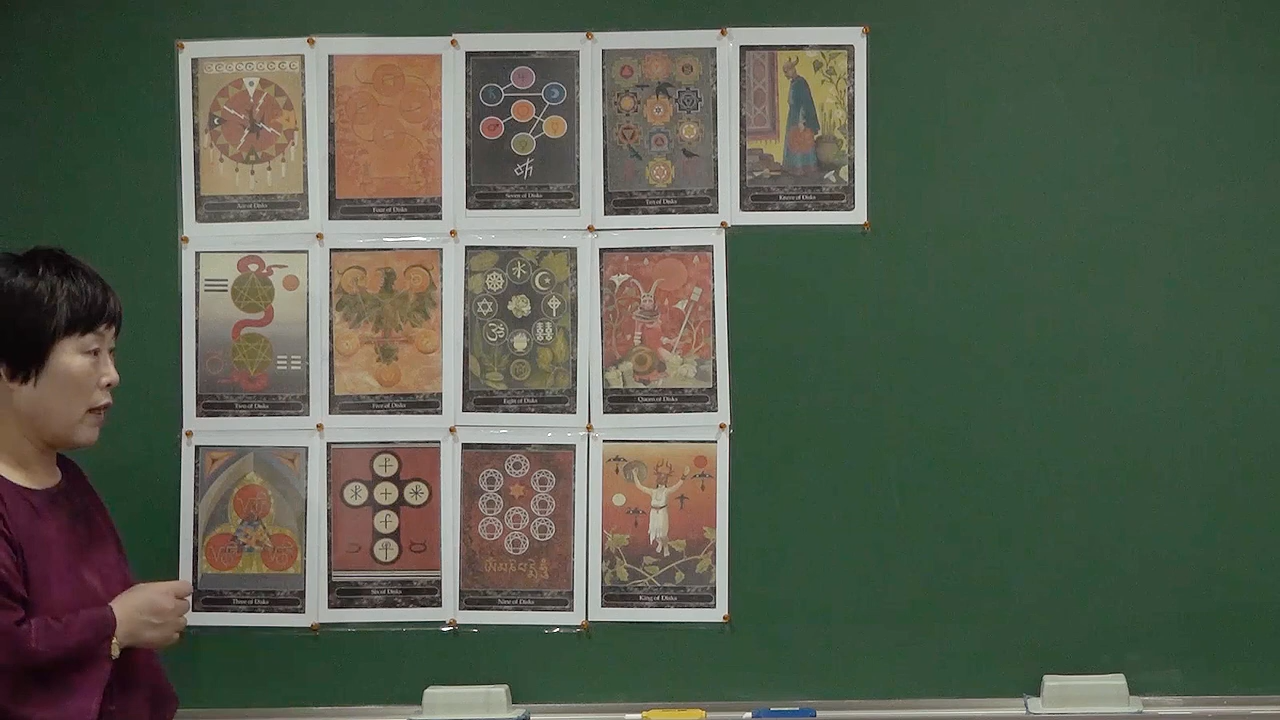 Ace of Disks
Four of Disks
Seven of Disks
Ten of Disks
Knave of Disks
Two of Disks
Five of Disks
Eight of Disks
Queen of Disks
Three of Disks
Six of Disks
Nine of Disks
King of Disks